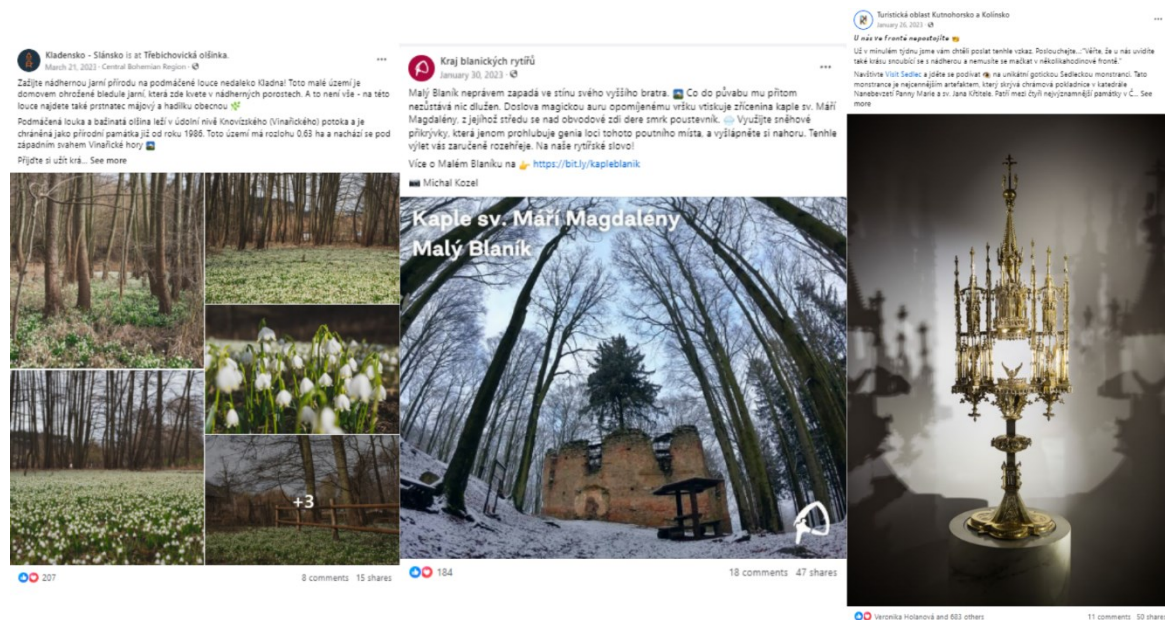 Kladensko - Slánsko is at Třebichovická olšinka.
March 21, 2023 · Central Bohemian Region ·
Zažijte nádhernou jarní přírodu na podmáčené louce nedaleko Kladna! Toto malé území je
domovem ohrožené bledule jarní, která zde kvete v nádherných porostech. A to není vše - na této
louce najdete také prstnatec májový a hadilku obecnou 🌿
Podmáčená louka a bažinatá olšina leží v údolní nivě Knovízského (Vinařického) potoka a je
chráněná jako přírodní památka již od roku 1986. Toto území má rozlohu 0,63 ha a nachází se pod
západním svahem Vinařické hory 🏞️
Přijďte si užít krá... See more
+3
207
8 comments 15 shares
Kraj blanických rytířů
January 30, 2023 ·
Malý Blaník neprávem zapadá ve stínu svého vyššího bratra. 🏞️ Co do půvabu mu přitom
nezůstává nic dlužen. Doslova magickou auru opomíjenému vršku vtiskuje zřícenina kaple sv. Máří
Magdalény, z jejíhož středu se nad obvodové zdi dere smrk poustevník. 🌨️ Využijte sněhové
přikrývky, která jenom prohlubuje genia loci tohoto poutního místa, a vyšlápněte si nahoru. Tenhle
výlet vás zaručeně rozehřeje. Na naše rytířské slovo!
Více o Malém Blaníku na 👉 https://bit.ly/kapleblanik
📷 Michal Kozel
Kaple sv. Máří Magdalény
Malý Blaník
184
18 comments 47 shares
Turistická oblast Kutnohorsko a Kolínsko
January 26, 2023 ·
U nás ve frontě nepostojíte
Už v minulém týdnu jsme vám chtěli poslat tenhle vzkaz. Poslouchejte...:"Věřte, že u nás uvidíte
také krásu snoubící se s nádherou a nemusíte se mačkat v několikahodinové frontě."
Navštivte Visit Sedlec a jděte se podívat 👁️ na unikátní gotickou Sedleckou monstranci. Tato
monstrance je nejcennějším artefaktem, který skrývá chrámová pokladnice v katedrále
Nanebevzetí Panny Marie a sv. Jana Křtitele. Patří mezi čtyři nejvýznamnější památky v Č... See
more
Veronika Holanová and 683 others
11 comments 50 shares